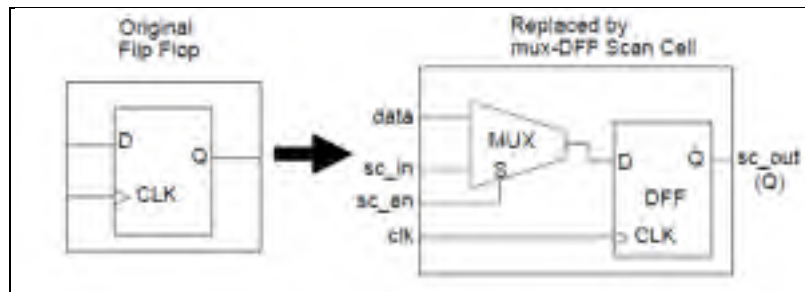 Original
Flip Flop
D
Q
CLK
Replaced by
mux-DFF Scan Cell
data
MUX
sc_in
S
sc_en
clk
D
Q
DFF
CLK
sc_out
(Q)